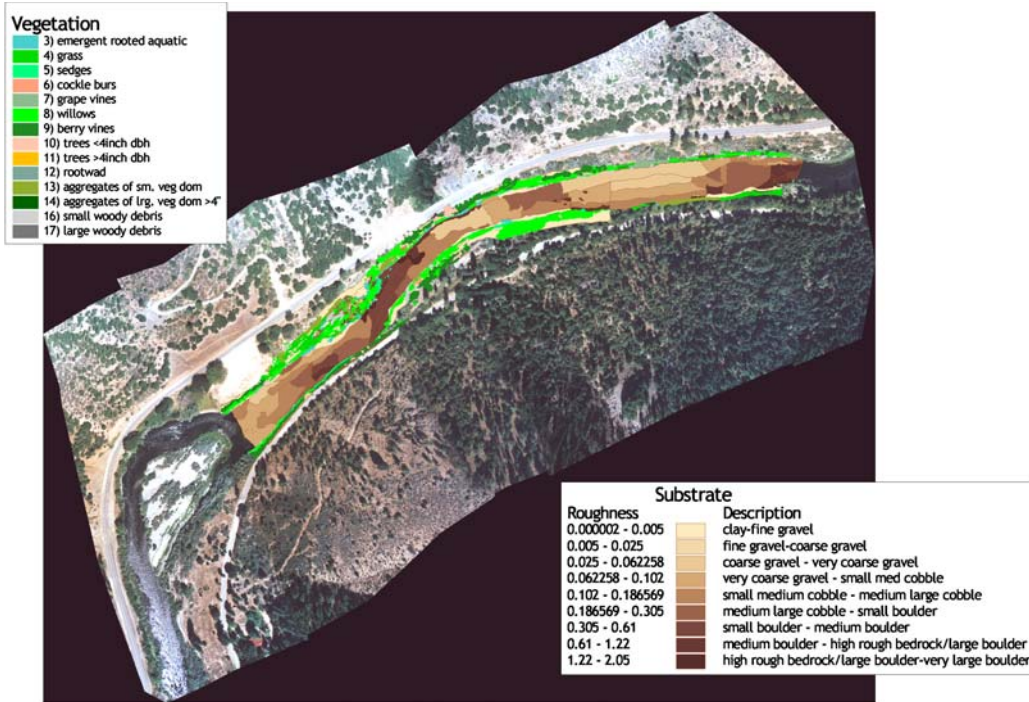 Vegetation
3) emergent rooted aquatic
4) grass
5) sedges
6) cockle burs
7) grape vines
8) willows
9) berry vines
10) trees <4inch dbh
11) trees >4inch dbh
12) rootwad
13) aggregates of sm. veg dom
14) aggregates of lrg. veg dom >4"
16) small woody debris
17) large woody debris
Substrate
Roughness Description
0.000002 - 0.005 clay-fine gravel
0.005 - 0.025 fine gravel-coarse gravel
0.025 - 0.062258 coarse gravel - very coarse gravel
0.062258 - 0.102 very coarse gravel - small med cobble
0.102 - 0.186569 small medium cobble - medium large cobble
0.186569 - 0.305 medium large cobble - small boulder
0.305 - 0.61 small boulder - medium boulder
0.61 - 1.22 medium boulder - high rough bedrock/large boulder
1.22 - 2.05 high rough bedrock/large boulder-very large boulder